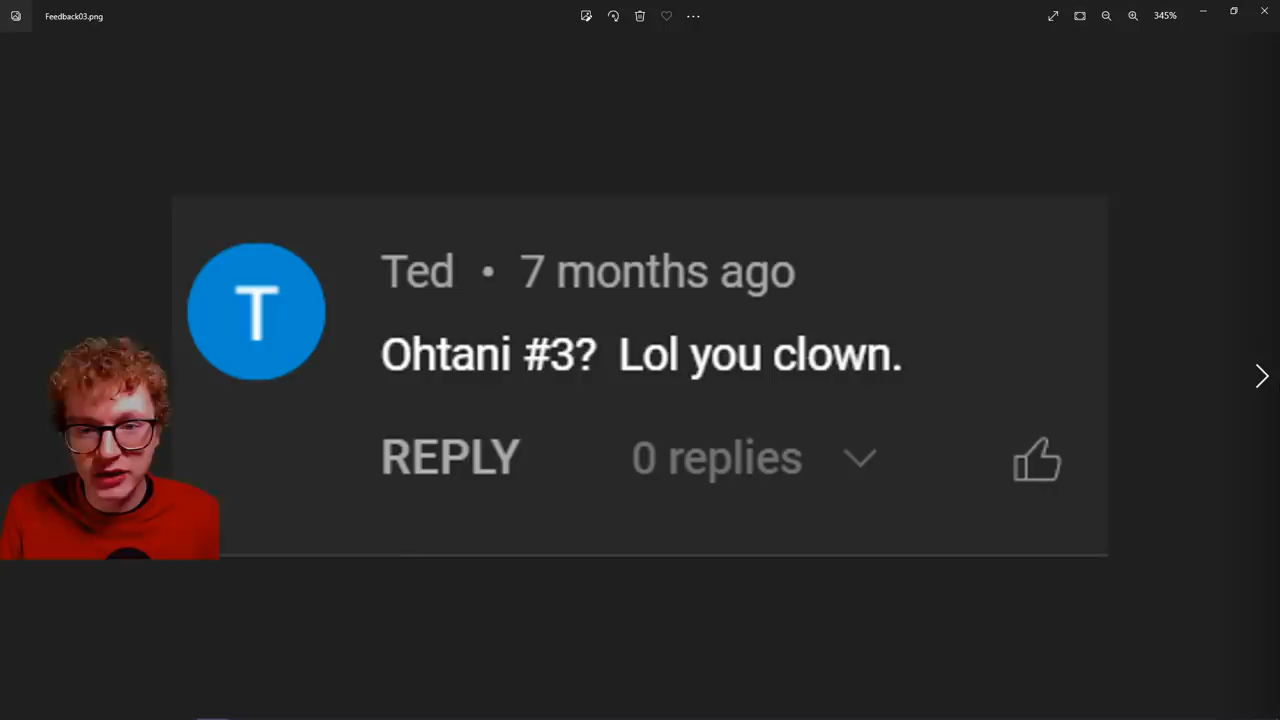 Feedback03.png
345%
T
Ted • 7 months ago
Ohtani #3? Lol you clown.
REPLY 0 replies